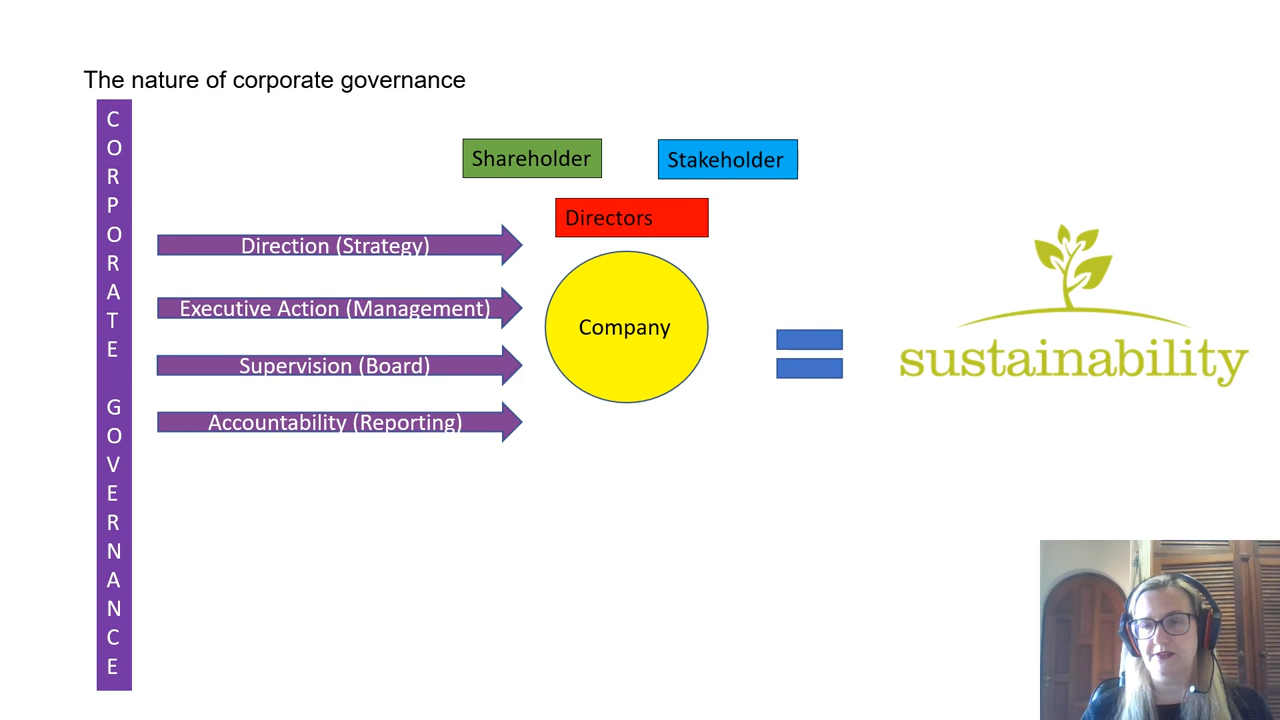 The nature of corporate governance
CORPORATE GOVERNANCE
Shareholder
Stakeholder
Directors
Direction (Strategy)
Executive Action (Management)
Company
Supervision (Board)
Accountability (Reporting)
sustainability